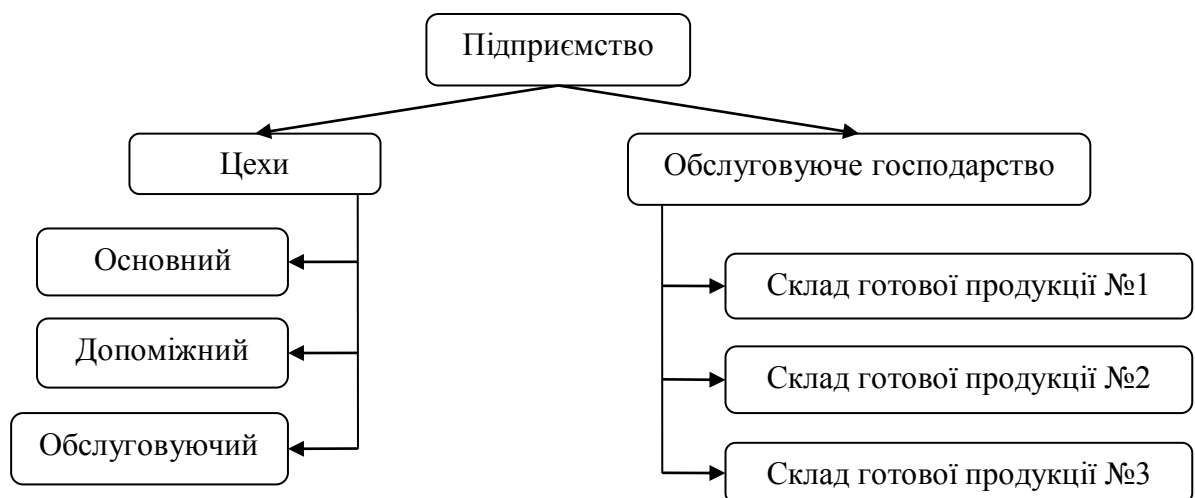 Підприємство
Цехи
Обслуговуюче господарство
Основний
Допоміжний
Обслуговуючий
Склад готової продукції №1
Склад готової продукції №2
Склад готової продукції №3